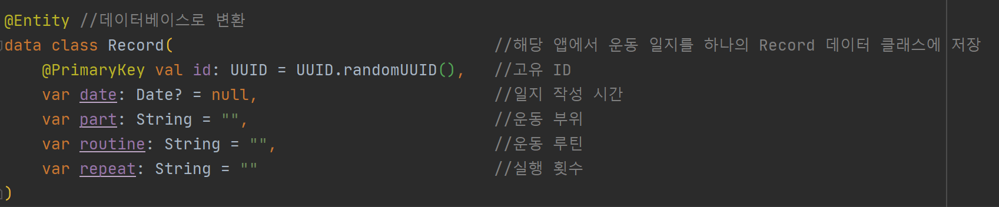 @Entity //데이터베이스로 변환
data class Record( //해당 앱에서 운동 일지를 하나의 Record 데이터 클래스에 저장
@PrimaryKey val id: UUID = UUID.randomUUID(), //고유 ID
var date: Date? = null, //일지 작성 시간
var part: String = "", //운동 부위
var routine: String = "", //운동 루틴
var repeat: String = "" //실행 횟수
)